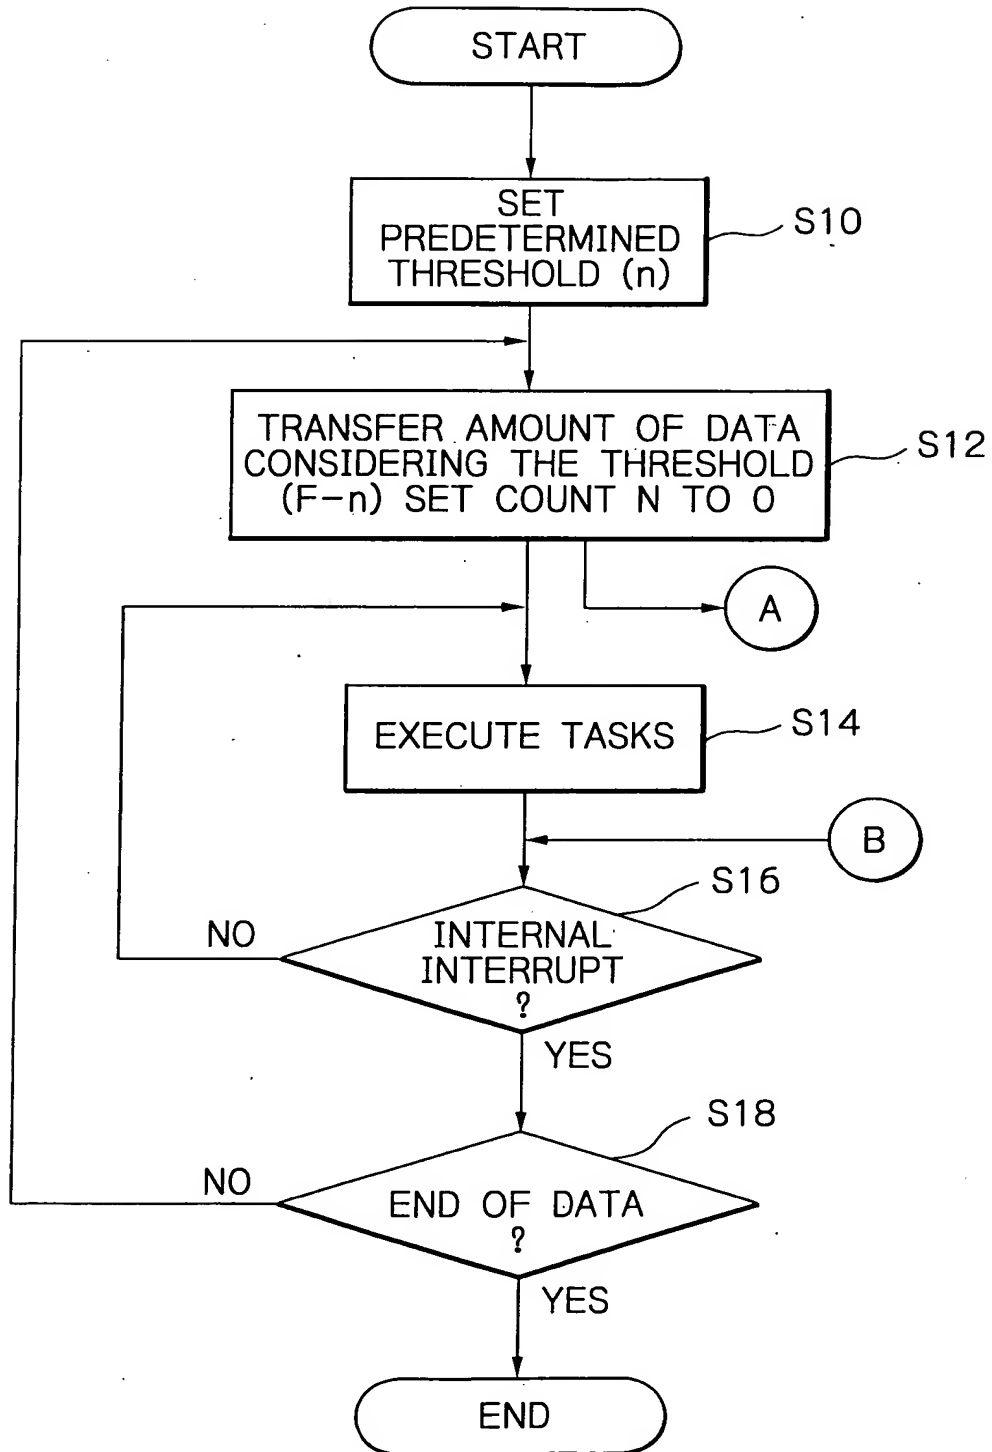 START
SET
PREDETERMINED
THRESHOLD (n)
S10
TRANSFER AMOUNT OF DATA
CONSIDERING THE THRESHOLD
(F-n) SET COUNT N TO 0
S12
A
EXECUTE TASKS
S14
B
S16
NO
INTERNAL
INTERRUPT
?
YES
S18
NO
END OF DATA
?
YES
END